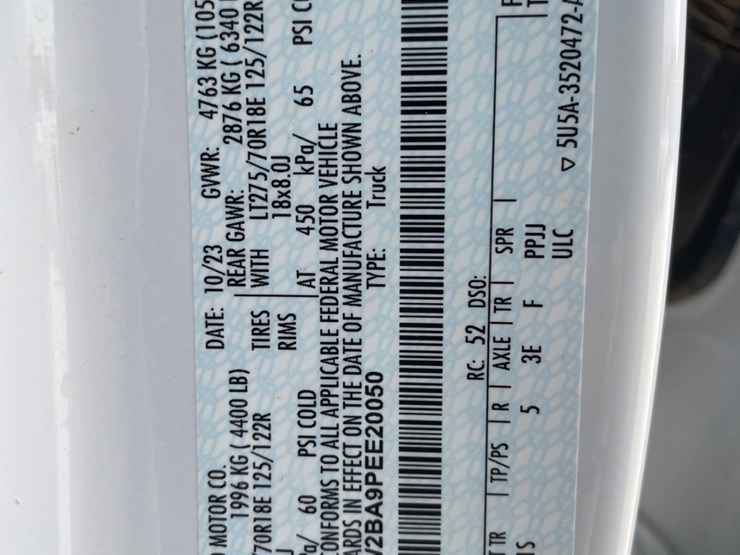 MOTOR CO. DATE: 10/23 GVWR: 4763 KG (105
1996 KG ( 4400 LB) REAR GAWR: 2876 KG ( 6340
70R18E 125/122R TIRES WITH LT275/70R18E 125/122R
RIMS 18x8.0J
/ 60 PSI COLD AT 450 kPa/ 65 PSI C
ONFORMS TO ALL APPLICABLE FEDERAL MOTOR VEHICLE
ARDS IN EFFECT ON THE DATE OF MANUFACTURE SHOWN ABOVE.
2BA9PEE20050 TYPE: Truck
RC: 52 DSO:
TR | TP/PS | R | AXLE | TR | SPR |
S 5 3E F PPJJ
ULC ▽ 5U5A-3520472-